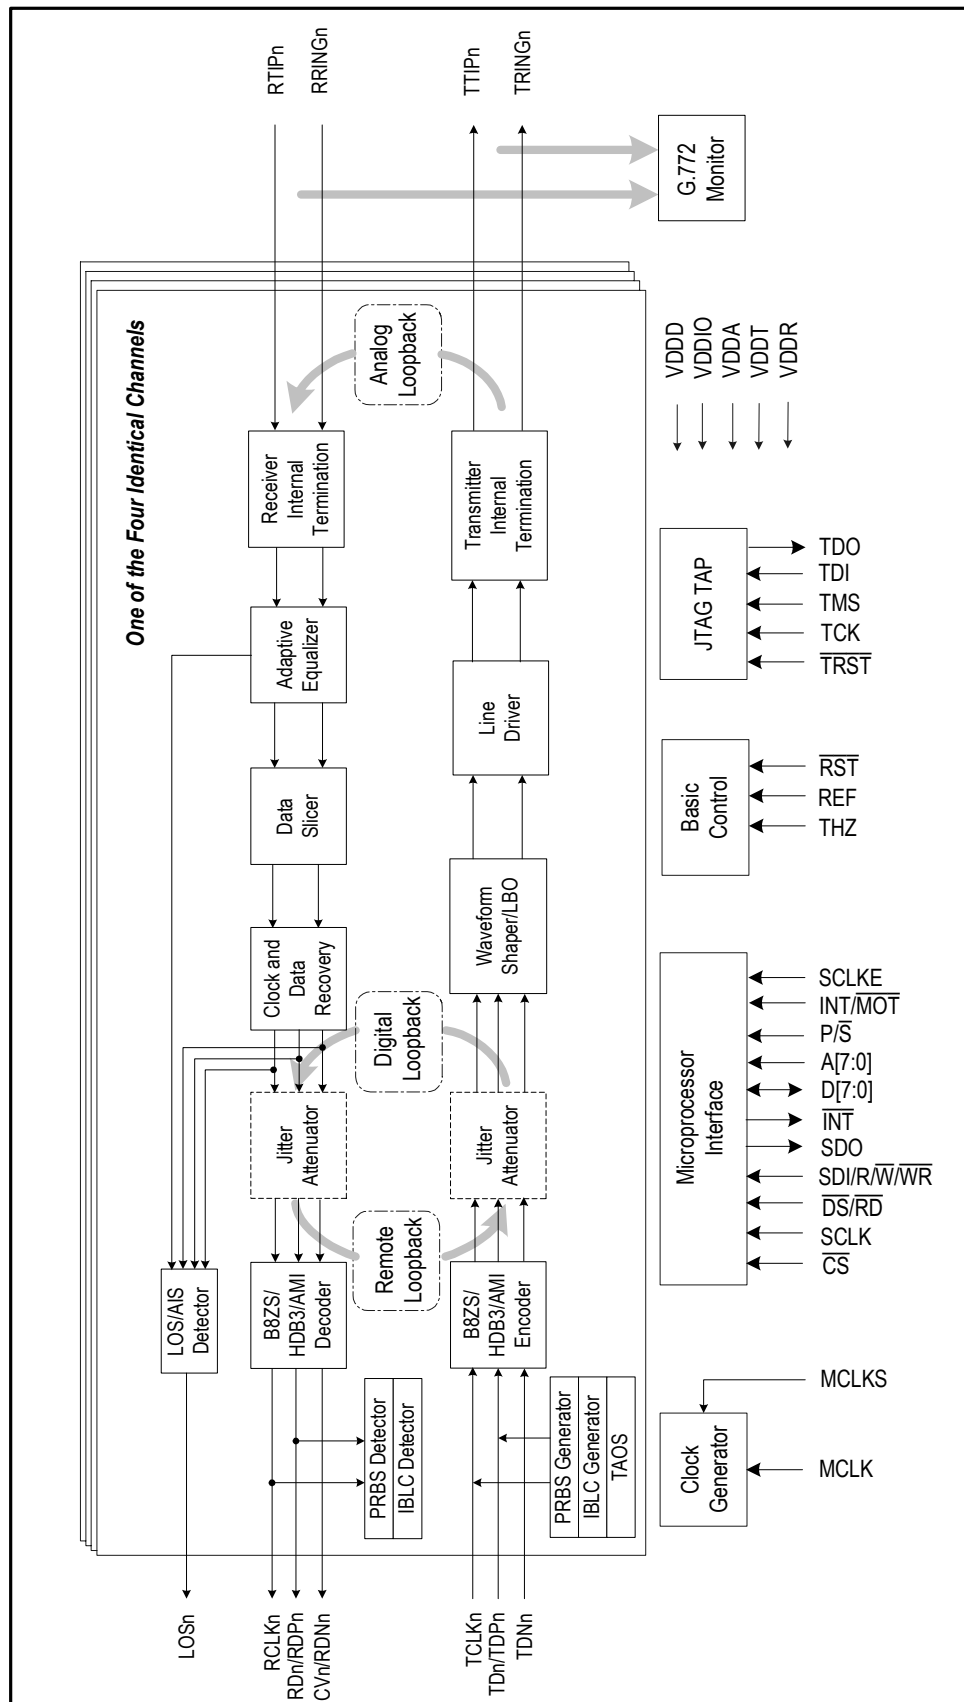 One of the Four Identical Channels
RTIPn
RRINGn
TTIPn
TRINGn
G.772
Monitor
Analog
Loopback
Receiver
Internal
Termination
Transmitter
Internal
Termination
Adaptive
Equalizer
Line
Driver
Data
Slicer
Waveform
Shaper/LBO
Clock and
Data
Recovery
Digital
Loopback
Jitter
Attenuator
Jitter
Attenuator
Remote
Loopback
LOS/AIS
Detector
B8ZS/
HDB3/AMI
Decoder
B8ZS/
HDB3/AMI
Encoder
PRBS Detector
IBLC Detector
PRBS Generator
IBLC Generator
TAOS
LOSn
RCLKn
RDn/RDPn
CVn/RDNn
TCLKn
TDn/TDPn
TDNn
VDDD
VDDIO
VDDA
VDDT
VDDR
JTAG TAP
TDO
TDI
TMS
TCK
TRST
Basic
Control
RST
REF
THZ
Microprocessor
Interface
SCLKE
INT/MOT
P/S
A[7:0]
D[7:0]
INT
SDO
SDI/R/W/WR
DS/RD
SCLK
CS
Clock
Generator
MCLKS
MCLK